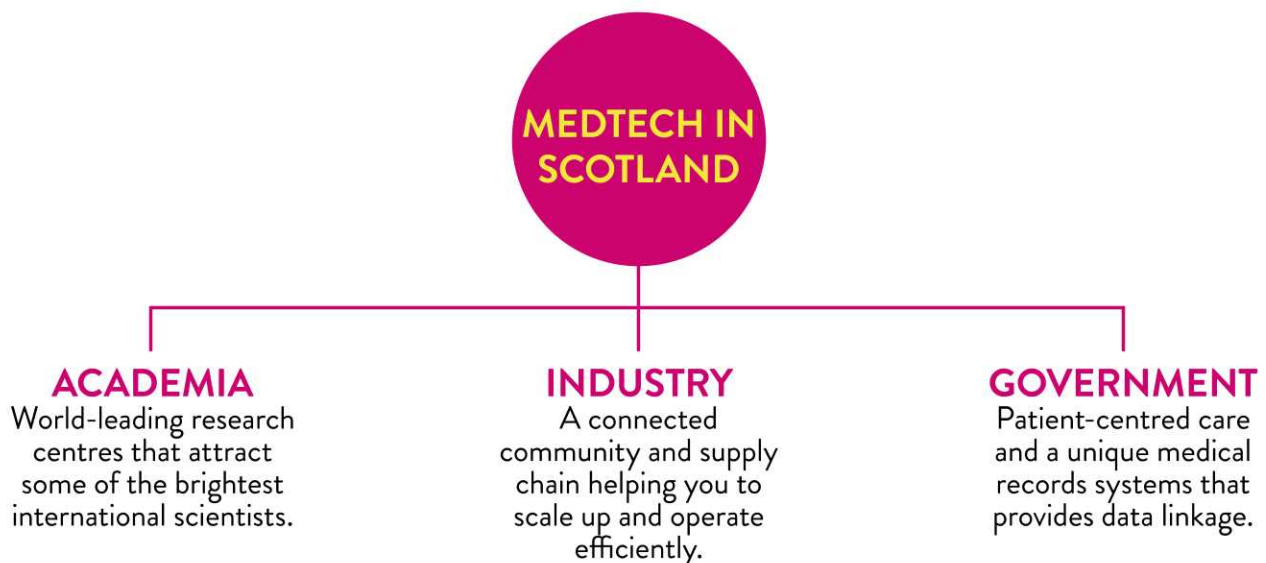 MEDTECH IN
SCOTLAND
ACADEMIA
World-leading research
centres that attract
some of the brightest
international scientists.
INDUSTRY
A connected
community and supply
chain helping you to
scale up and operate
efficiently.
GOVERNMENT
Patient-centred care
and a unique medical
records systems that
provides data linkage.